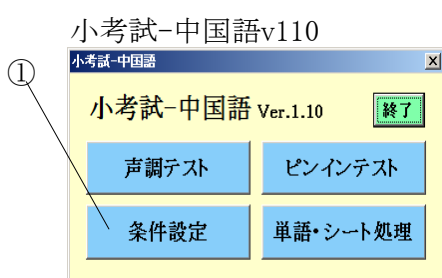 小考試-中国語v110
①
小考試-中国語
x
小考試-中国語 Ver.1.10
終了
声調テスト
ピンインテスト
条件設定
単語・シート処理